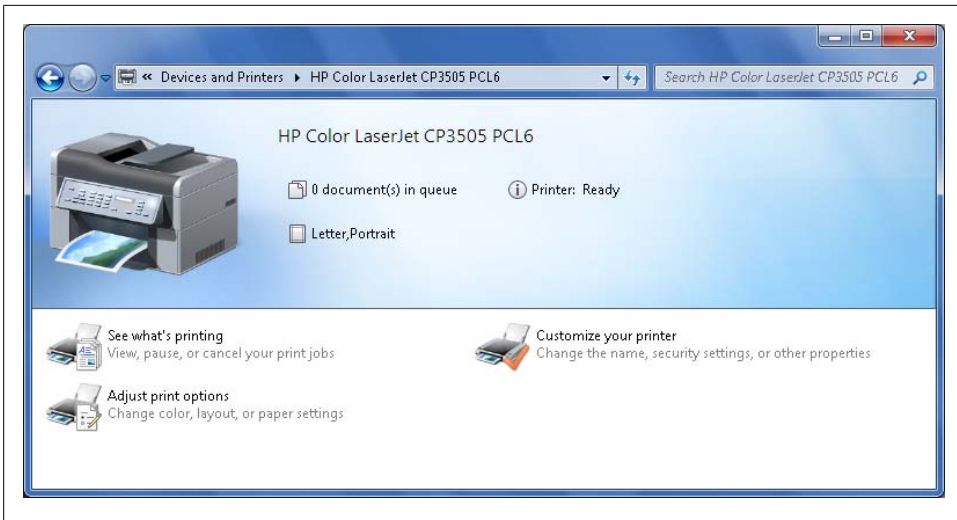 « Devices and Printers ▸ HP Color LaserJet CP3505 PCL6
Search HP Color LaserJet CP3505 PCL6
HP Color LaserJet CP3505 PCL6
0 document(s) in queue
Printer: Ready
Letter,Portrait
See what's printing
View, pause, or cancel your print jobs
Customize your printer
Change the name, security settings, or other properties
Adjust print options
Change color, layout, or paper settings